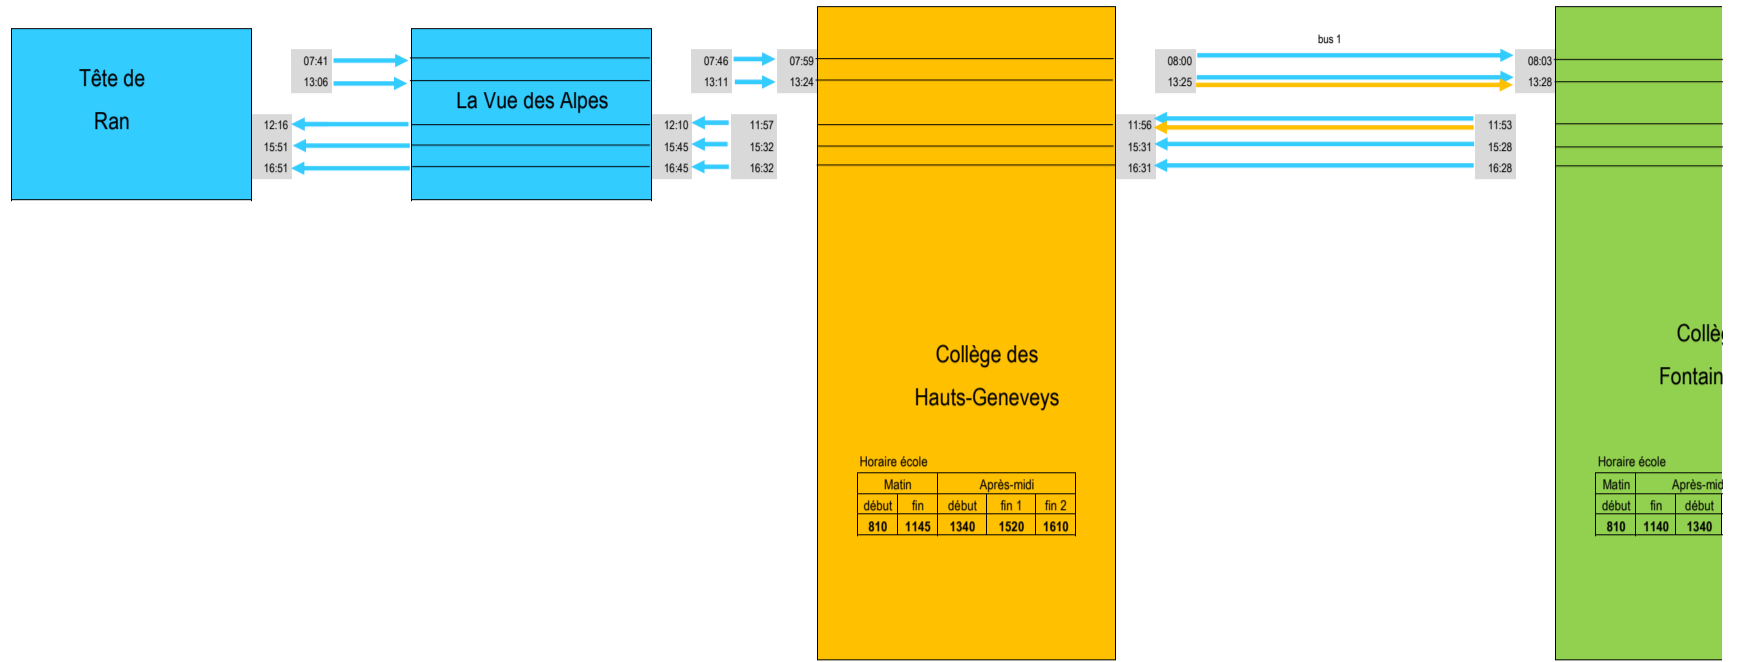 bus 1
07:41
07:46
07:59
08:00
08:03
13:06
13:11
13:24
13:25
13:28
Tête de
Ran
La Vue des Alpes
12:16
12:10
11:57
11:56
11:53
15:51
15:45
15:32
15:31
15:28
16:51
16:45
16:32
16:31
16:28
Collège des
Hauts-Geneveys
Collè
Fontain
Horaire école
Matin Après-midi
début fin début fin 1 fin 2
810 1145 1340 1520 1610
Horaire école
Matin Après-mid
début fin début
810 1140 1340